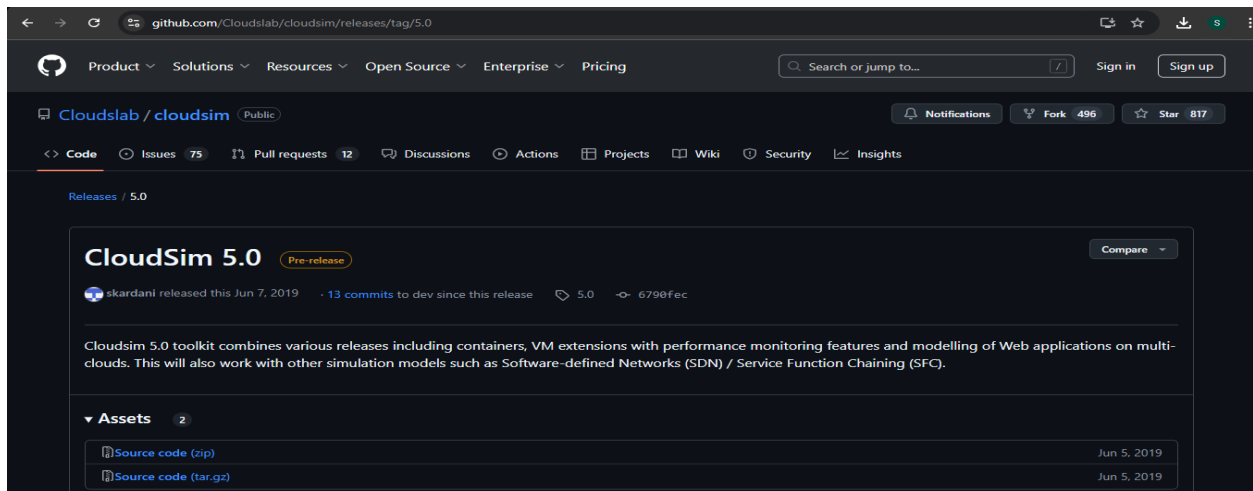 github.com/Cloudslab/cloudsim/releases/tag/5.0 S
Product Solutions Resources Open Source Enterprise Pricing Search or jump to... / Sign in Sign up
Cloudslab / cloudsim Public Notifications Fork 496 Star 817
<> Code Issues 75 Pull requests 12 Discussions Actions Projects Wiki Security Insights
Releases / 5.0
CloudSim 5.0 Pre-release Compare
skardani released this Jun 7, 2019 · 13 commits to dev since this release 5.0 6790fec
Cloudsim 5.0 toolkit combines various releases including containers, VM extensions with performance monitoring features and modelling of Web applications on multi-
clouds. This will also work with other simulation models such as Software-defined Networks (SDN) / Service Function Chaining (SFC).
Assets 2
Source code (zip) Jun 5, 2019
Source code (tar.gz) Jun 5, 2019